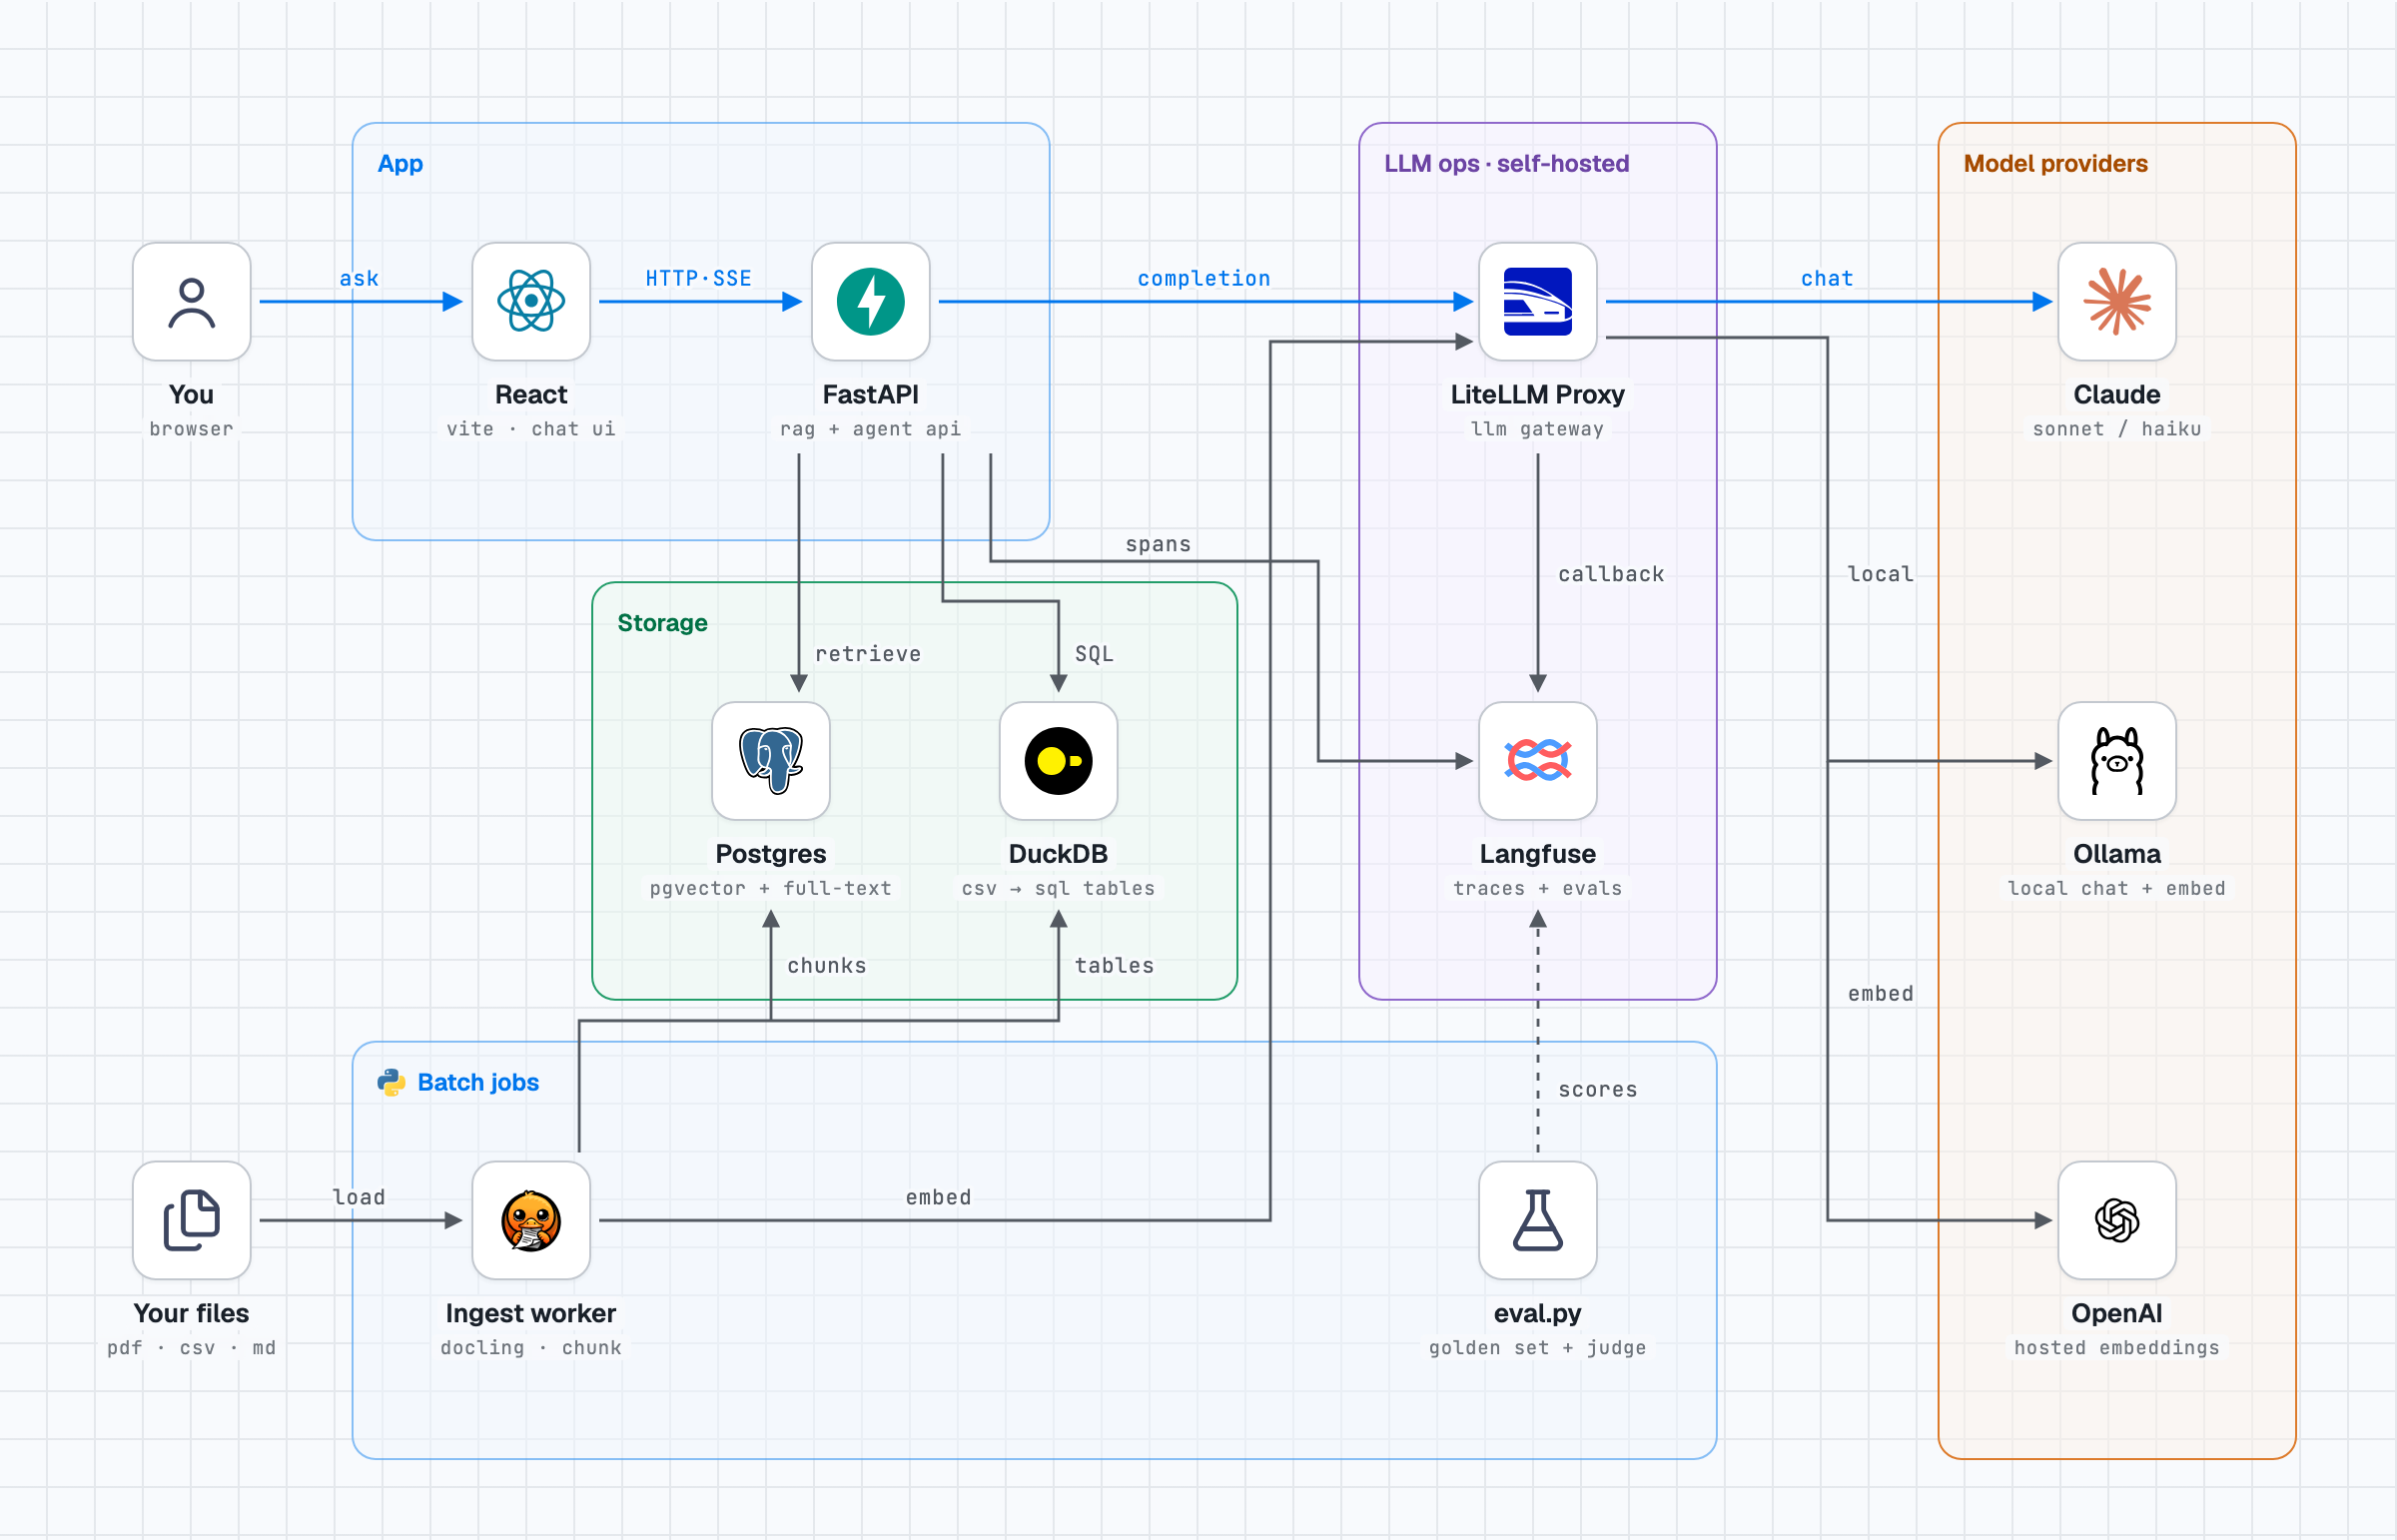 App
LLM ops · self-hosted
Model providers
ask
HTTP·SSE
completion
chat
You
browser
React
vite · chat ui
FastAPI
rag + agent api
LiteLLM Proxy
llm gateway
Claude
sonnet / haiku
spans
callback
local
Storage
retrieve
SQL
Postgres
pgvector + full-text
DuckDB
csv → sql tables
Langfuse
traces + evals
Ollama
local chat + embed
chunks
tables
embed
Batch jobs
scores
load
embed
Your files
pdf · csv · md
Ingest worker
docling · chunk
eval.py
golden set + judge
OpenAI
hosted embeddings